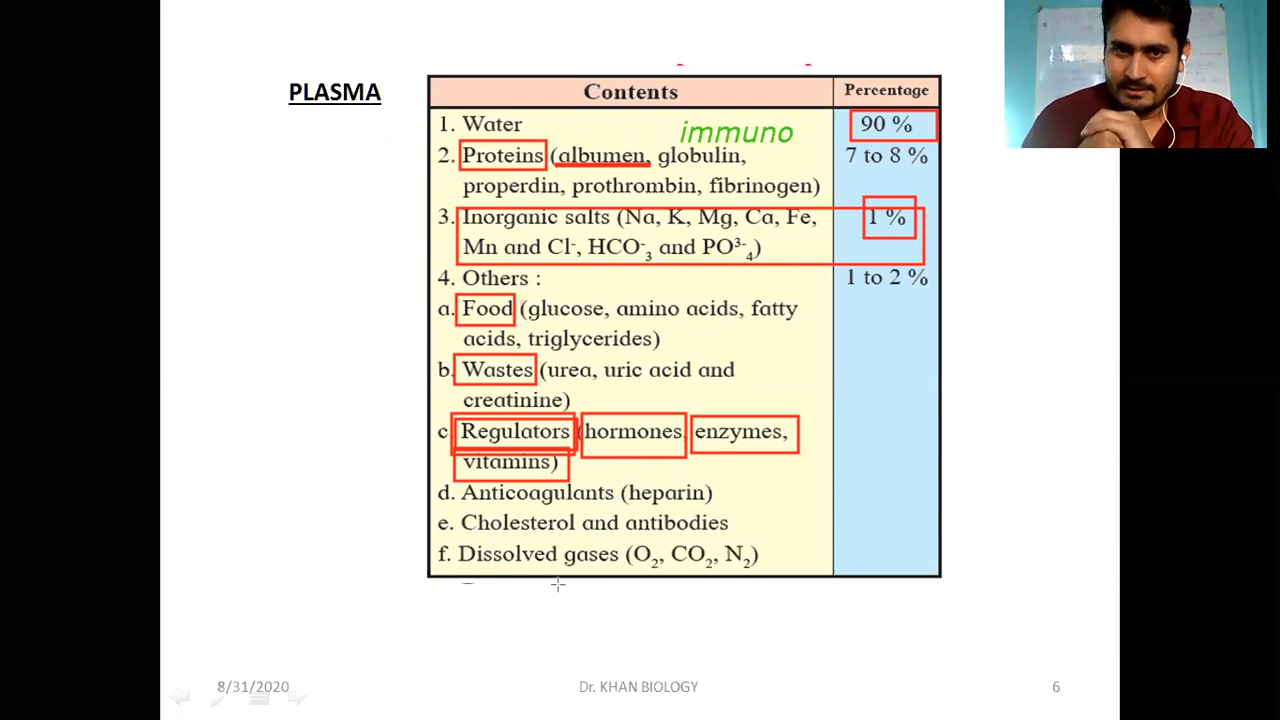 PLASMA
Contents Percentage
immuno
1. Water 90 %
2. Proteins (albumen, globulin, 7 to 8 %
properdin, prothrombin, fibrinogen)
3. Inorganic salts (Na, K, Mg, Ca, Fe, 1 %
Mn and Cl⁻, HCO⁻₃ and PO³⁻₄)
4. Others : 1 to 2 %
a. Food (glucose, amino acids, fatty
acids, triglycerides)
b. Wastes (urea, uric acid and
creatinine)
c. Regulators (hormones, enzymes,
vitamins)
d. Anticoagulants (heparin)
e. Cholesterol and antibodies
f. Dissolved gases (O₂, CO₂, N₂)
8/31/2020 Dr. KHAN BIOLOGY 6